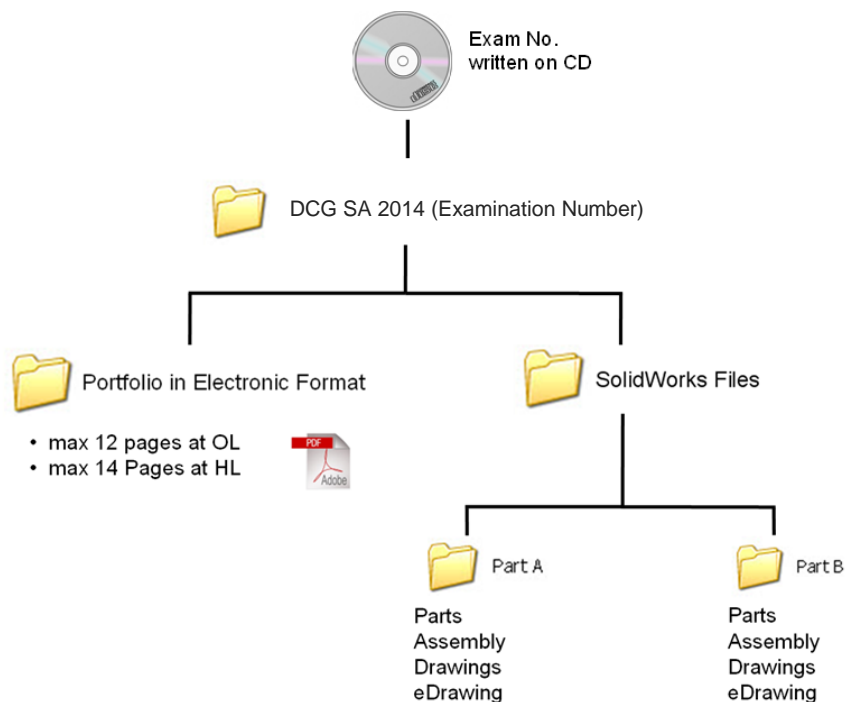 Exam No.
written on CD
DCG SA 2014 (Examination Number)
Portfolio in Electronic Format
• max 12 pages at OL
• max 14 Pages at HL
PDF
Adobe
SolidWorks Files
Part A
Parts
Assembly
Drawings
eDrawing
Part B
Parts
Assembly
Drawings
eDrawing